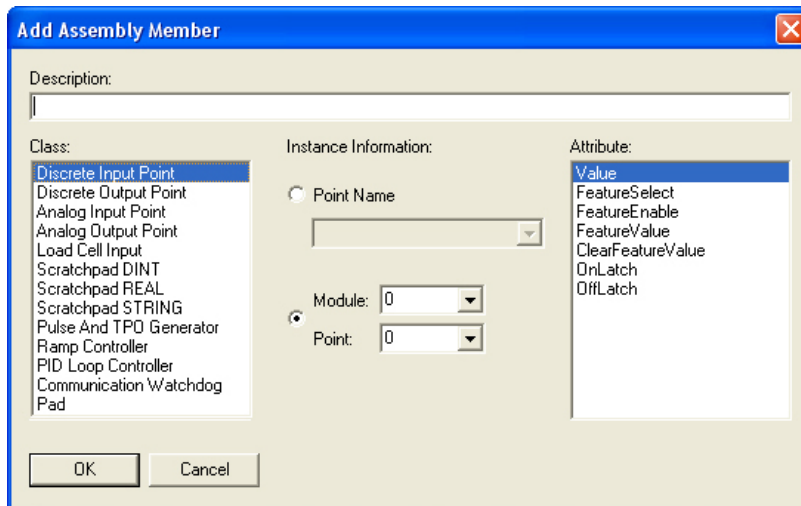 Add Assembly Member
Description:
Class:
Discrete Input Point
Discrete Output Point
Analog Input Point
Analog Output Point
Load Cell Input
Scratchpad DINT
Scratchpad REAL
Scratchpad STRING
Pulse And TPO Generator
Ramp Controller
PID Loop Controller
Communication Watchdog
Pad
Instance Information:
Point Name
Module: 0
Point: 0
Attribute:
Value
FeatureSelect
FeatureEnable
FeatureValue
ClearFeatureValue
OnLatch
OffLatch
OK Cancel